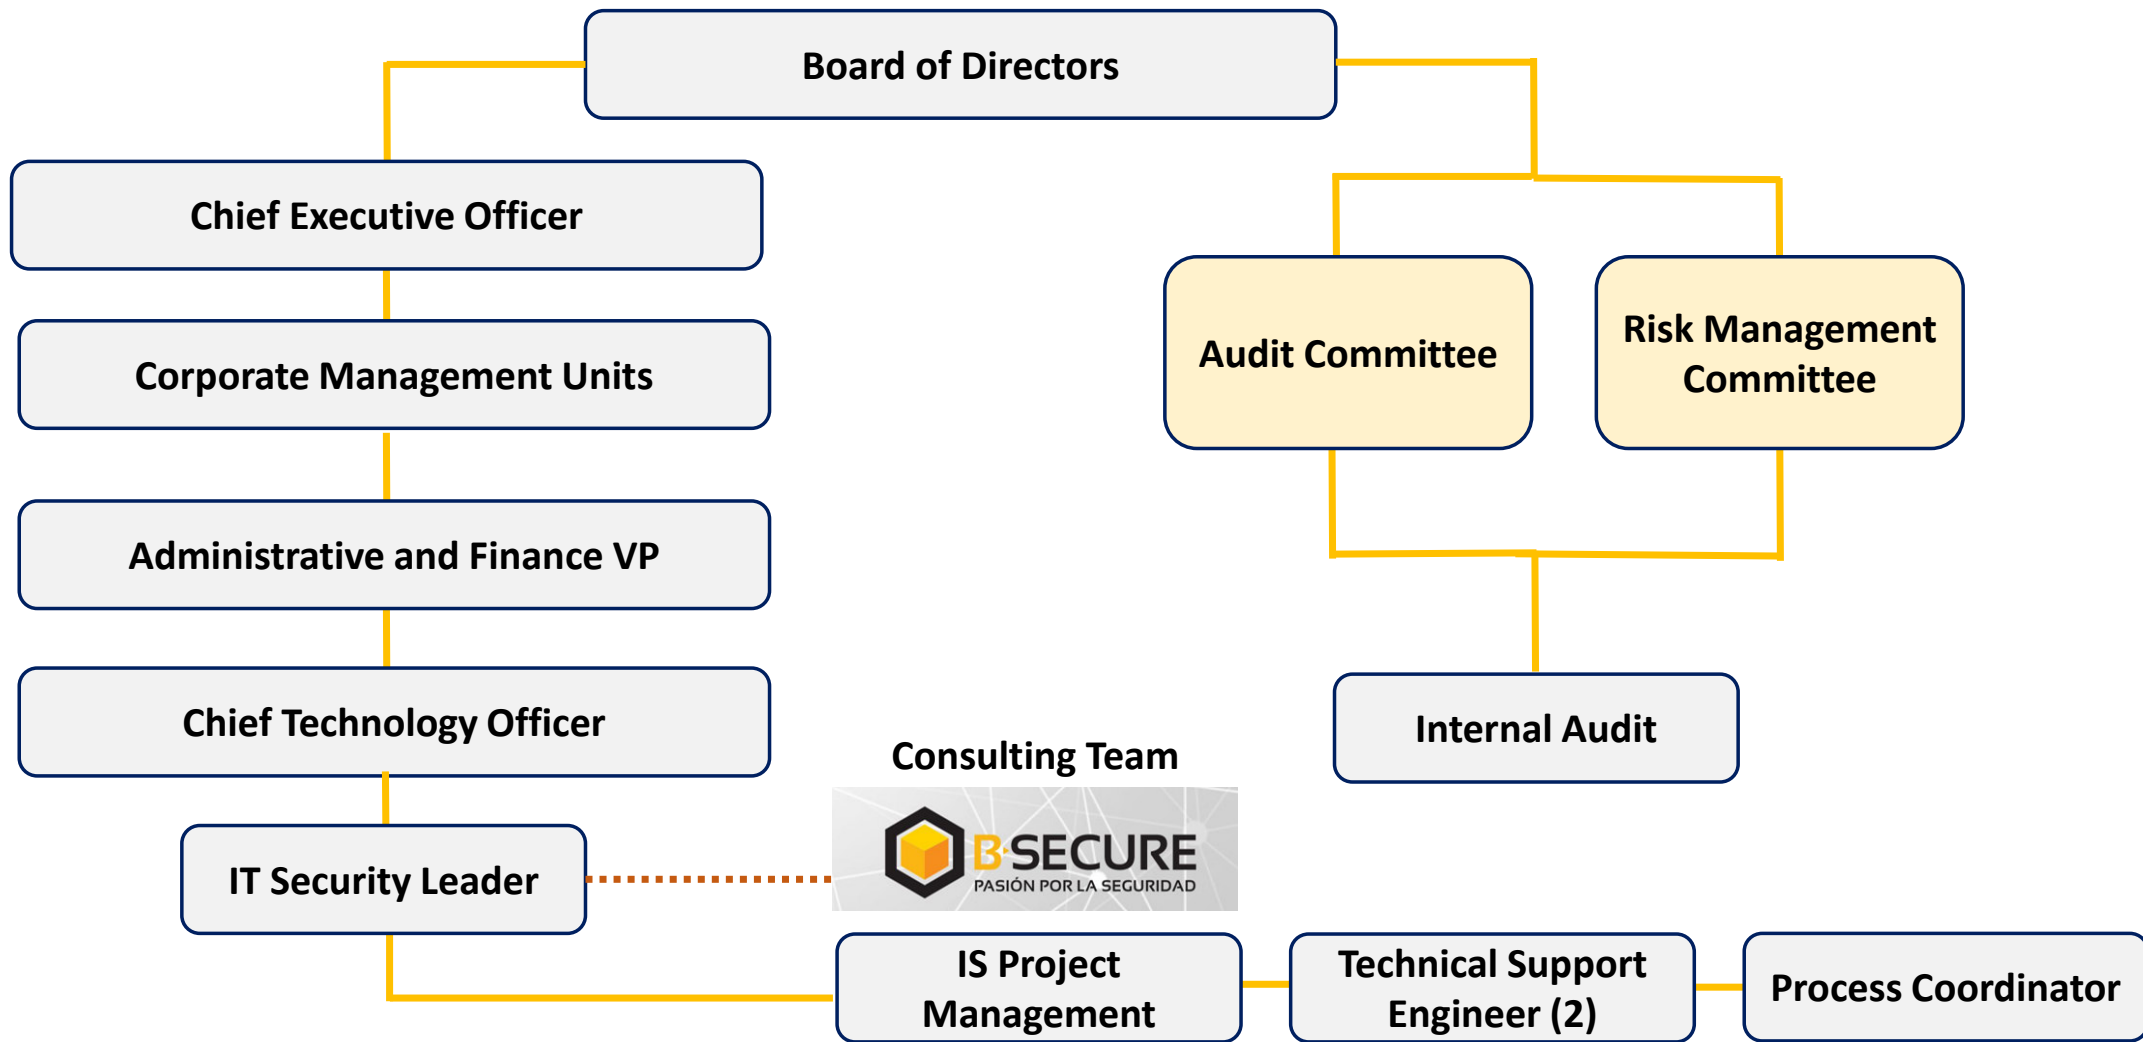 Board of Directors
Chief Executive Officer
Corporate Management Units
Administrative and Finance VP
Chief Technology Officer
IT Security Leader
Audit Committee
Risk Management
Committee
Internal Audit
Consulting Team
B·SECURE
PASIÓN POR LA SEGURIDAD
IS Project
Management
Technical Support
Engineer (2)
Process Coordinator